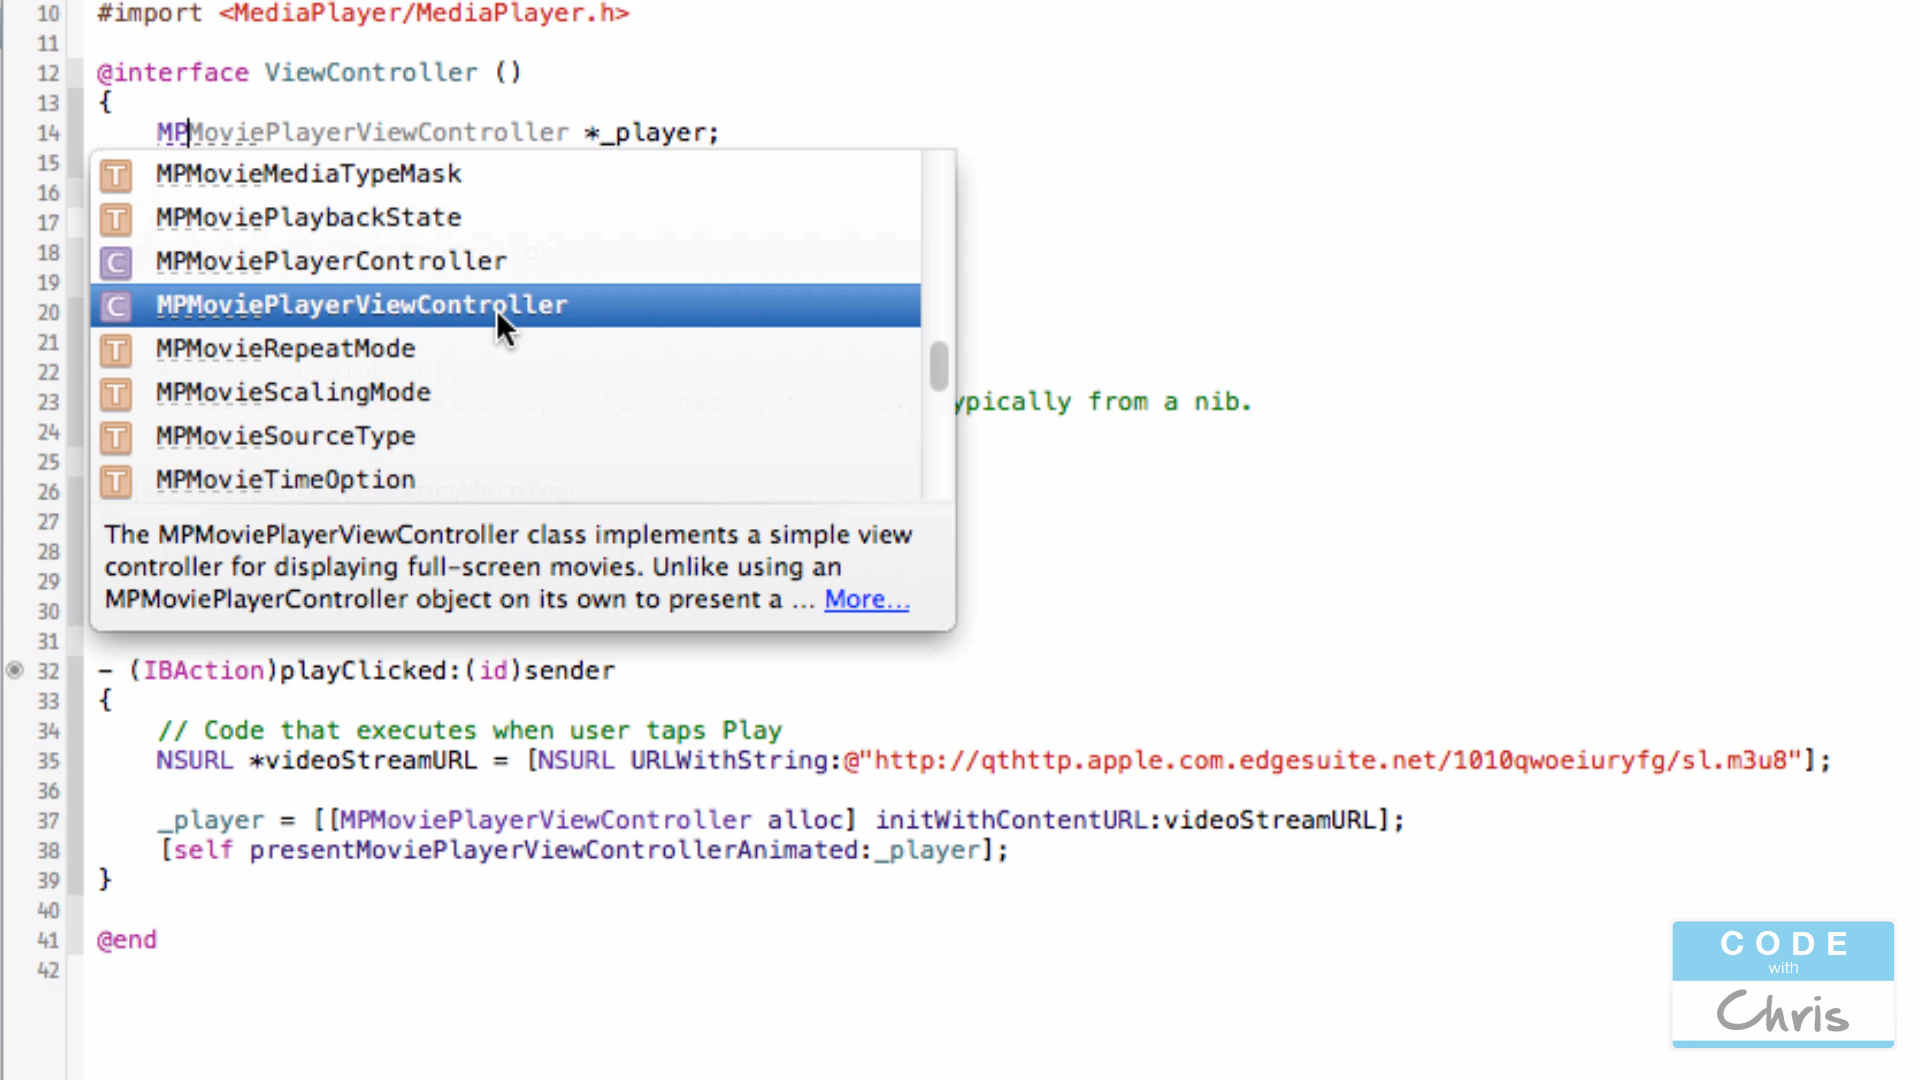 10 #import <MediaPlayer/MediaPlayer.h>
11
12 @interface ViewController ()
13 {
14 MPMoviePlayerViewController *_player;
15
T MPMovieMediaTypeMask
16
17 T MPMoviePlaybackState
18
C MPMoviePlayerController
19
20 C MPMoviePlayerViewController
21 T MPMovieRepeatMode
22
23 T MPMovieScalingMode ypically from a nib.
24 T MPMovieSourceType
25
T MPMovieTimeOption
26
27 The MPMoviePlayerViewController class implements a simple view
28 controller for displaying full-screen movies. Unlike using an
29
30 MPMoviePlayerController object on its own to present a ... More...
31
32 - (IBAction)playClicked:(id)sender
33 {
34 // Code that executes when user taps Play
35 NSURL *videoStreamURL = [NSURL URLWithString:@"http://qthttp.apple.com.edgesuite.net/1010qwoeiuryfg/sl.m3u8"];
36
37 _player = [[MPMoviePlayerViewController alloc] initWithContentURL:videoStreamURL];
38 [self presentMoviePlayerViewControllerAnimated:_player];
39 }
40
41 @end
42
CODE
with
Chris